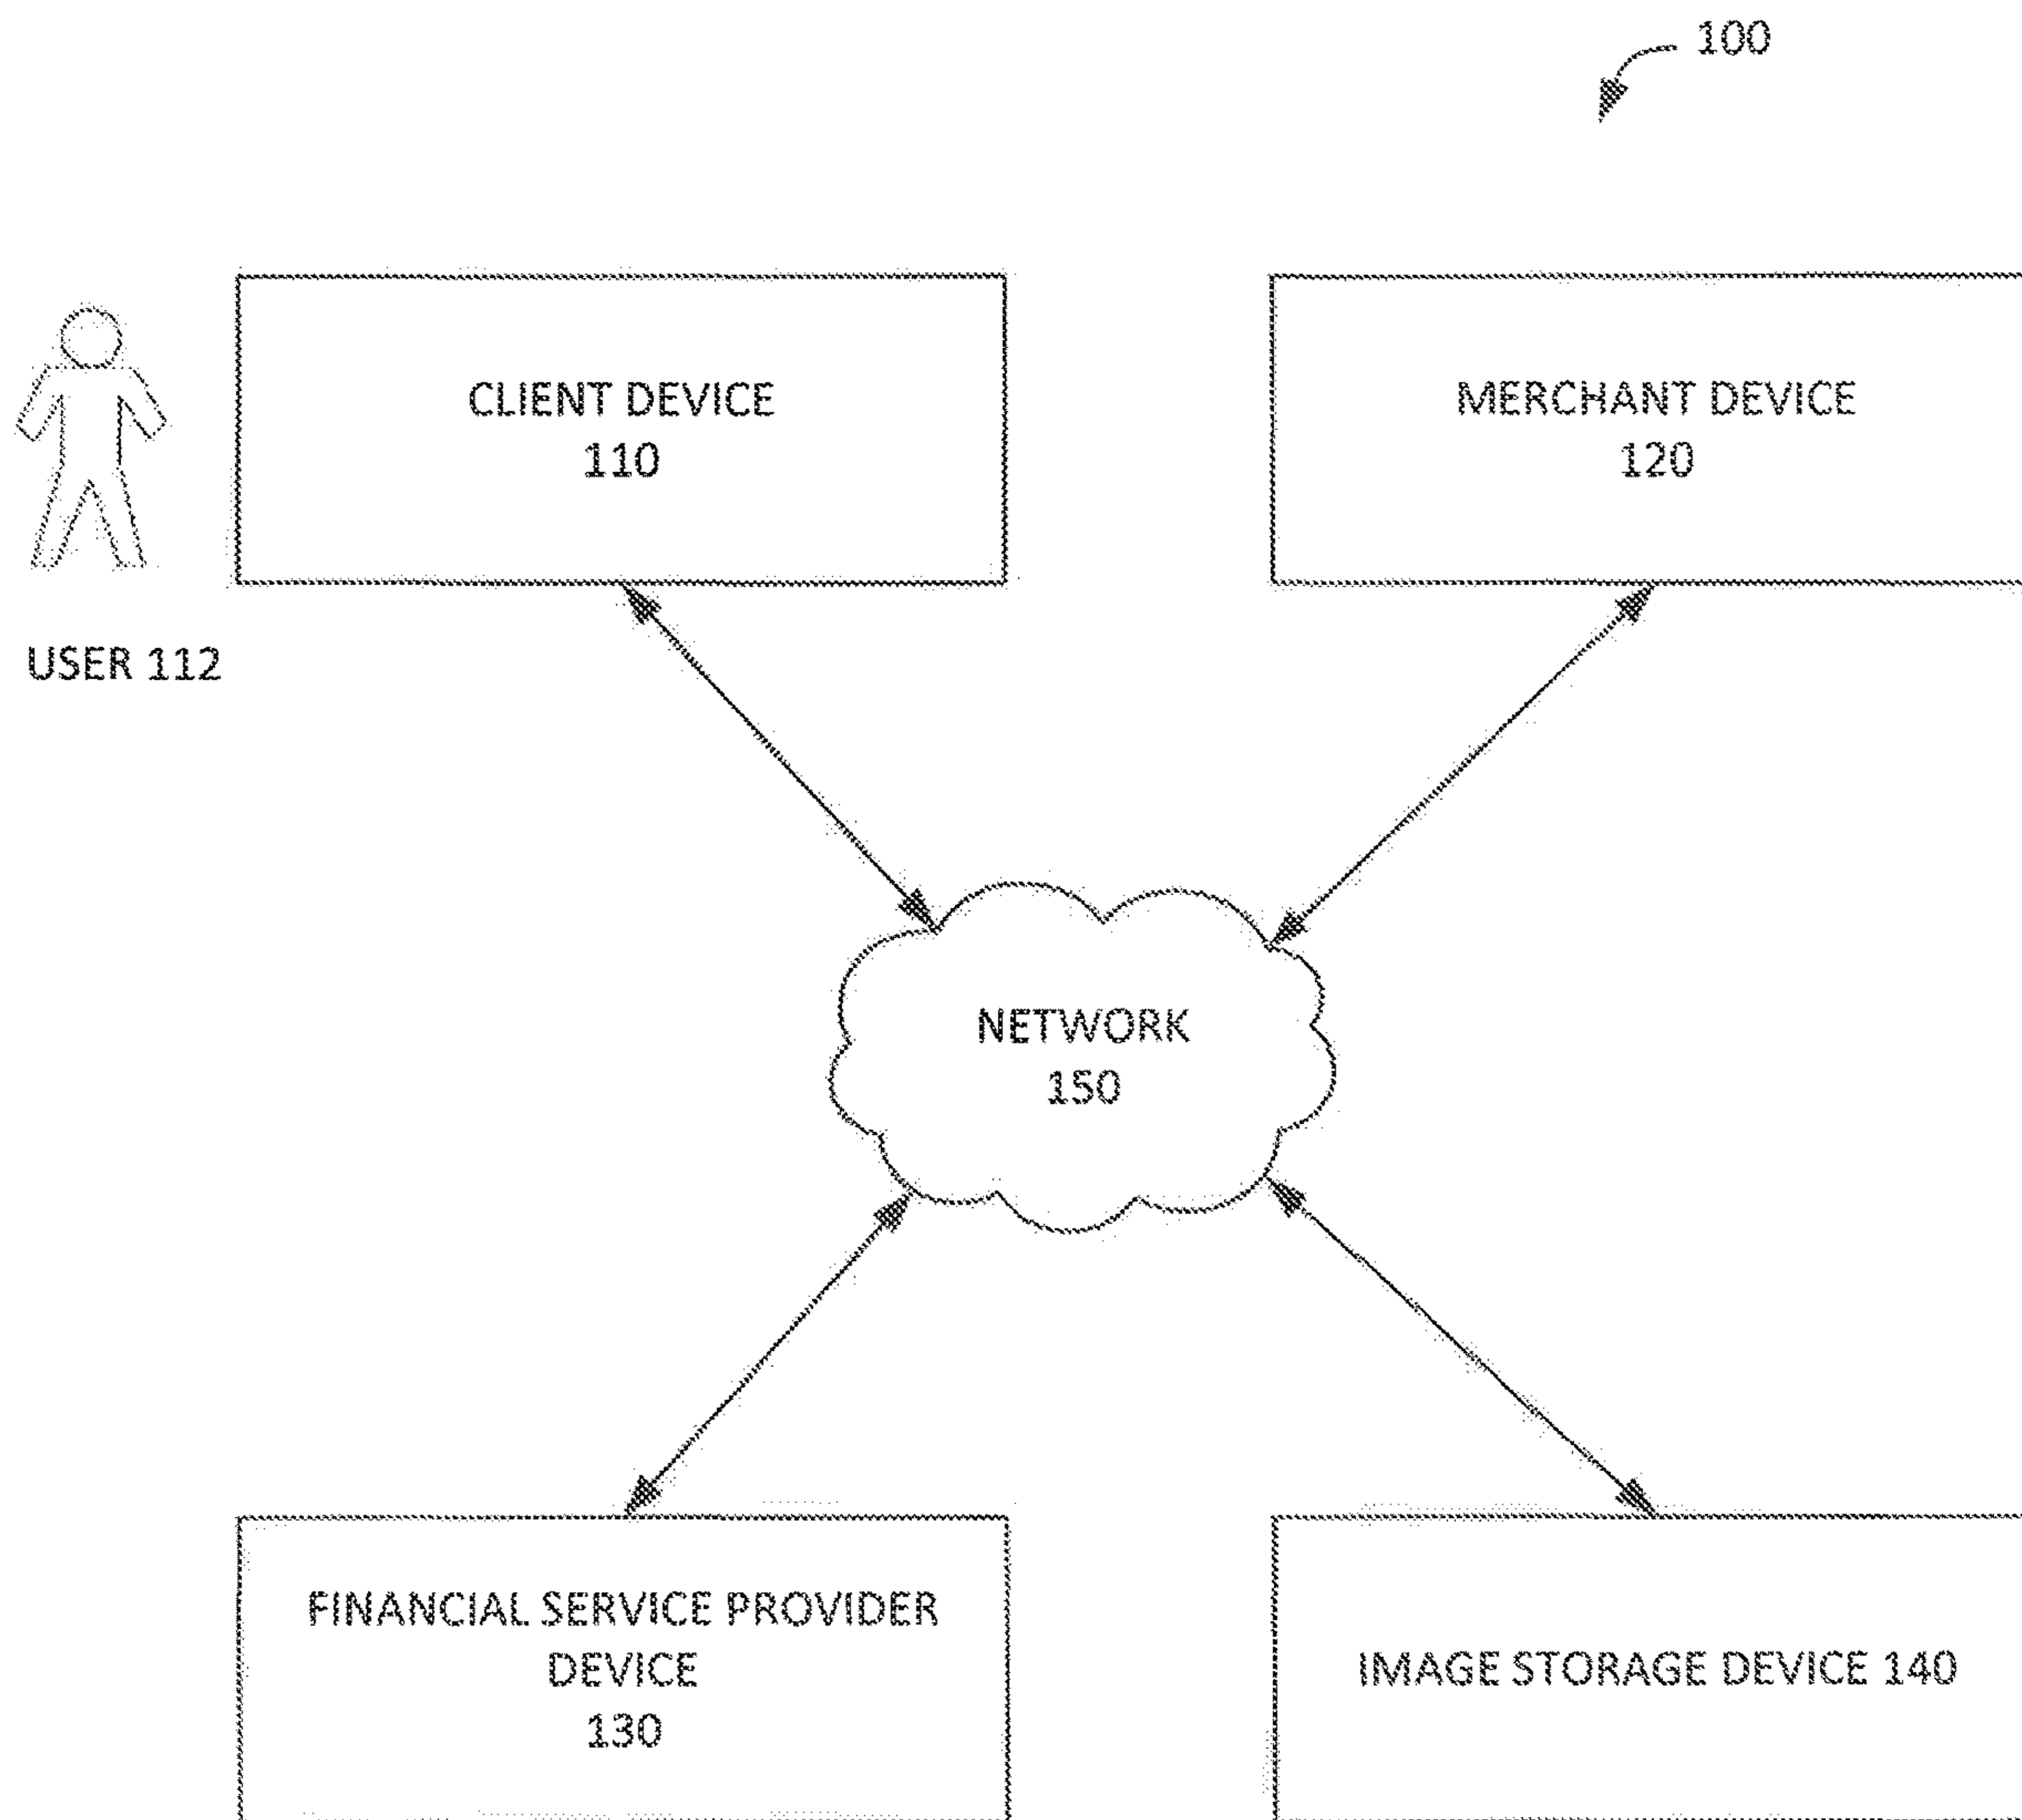 100
CLIENT DEVICE
110
MERCHANT DEVICE
120
USER 112
NETWORK
150
FINANCIAL SERVICE PROVIDER
DEVICE
130
IMAGE STORAGE DEVICE 140